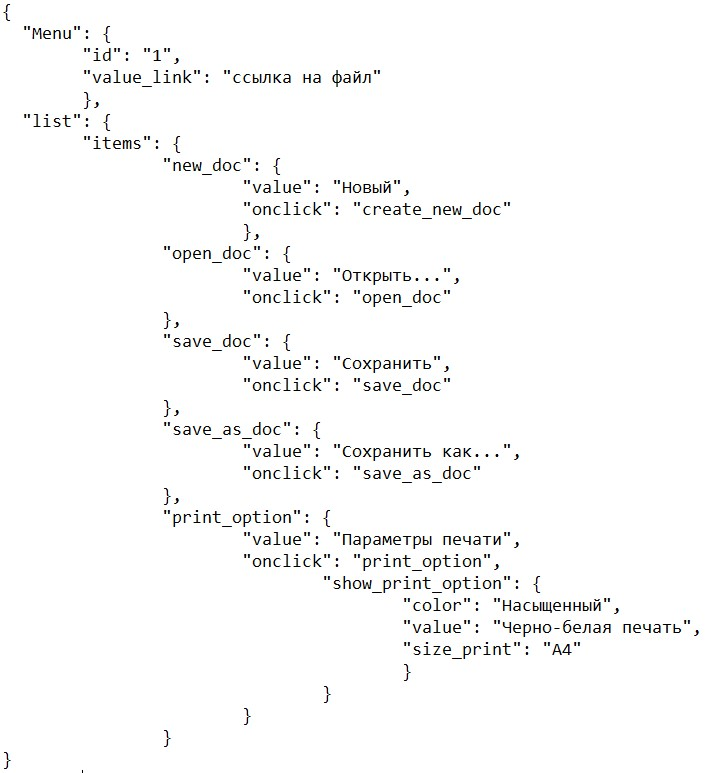 {
  "Menu": {
        "id": "1",
        "value_link": "ссылка на файл"
        },
  "list": {
        "items": {
                "new_doc": {
                        "value": "Новый",
                        "onclick": "create_new_doc"
                        },
                "open_doc": {
                        "value": "Открыть...",
                        "onclick": "open_doc"
                },
                "save_doc": {
                        "value": "Сохранить",
                        "onclick": "save_doc"
                },
                "save_as_doc": {
                        "value": "Сохранить как...",
                        "onclick": "save_as_doc"
                },
                "print_option": {
                        "value": "Параметры печати",
                        "onclick": "print_option",
                                "show_print_option": {
                                        "color": "Насыщенный",
                                        "value": "Черно-белая печать",
                                        "size_print": "A4"
                                        }
                                }
                        }
                }
}